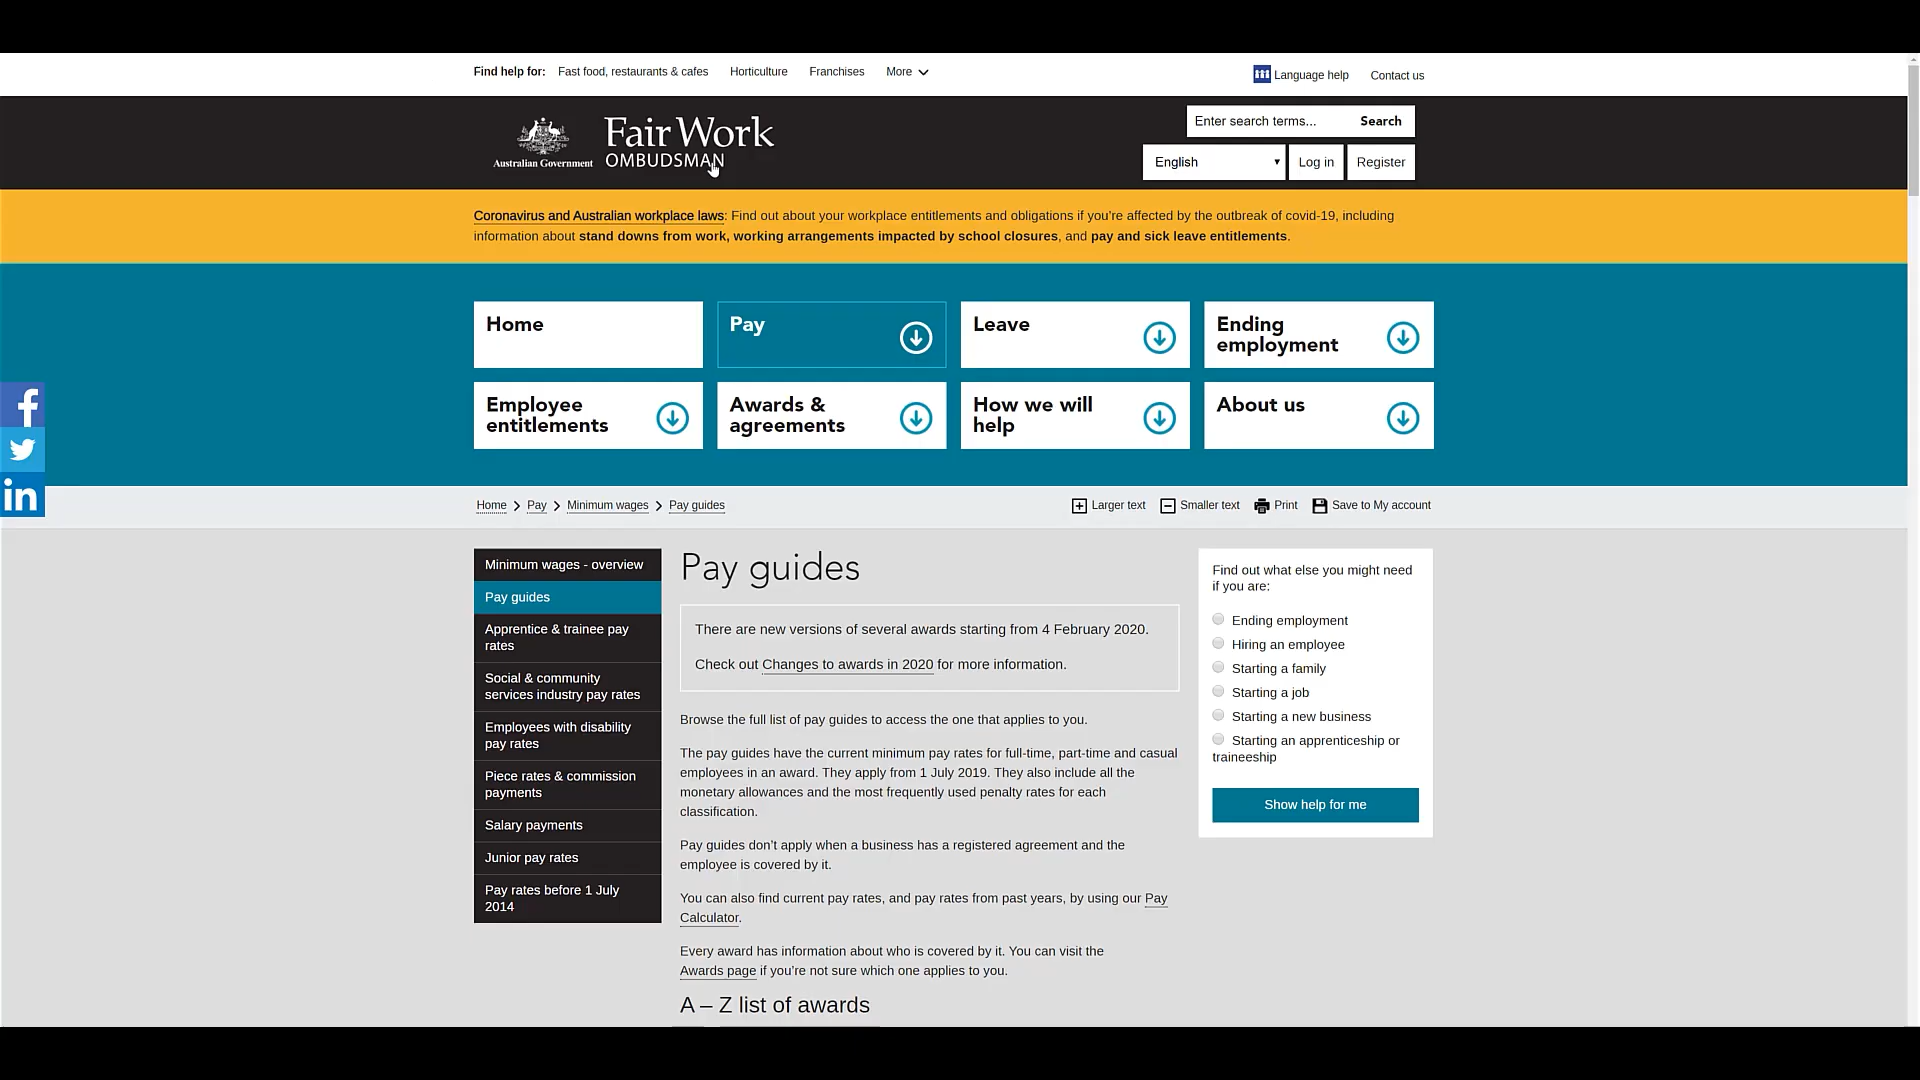 Find help for: Fast food, restaurants & cafes Horticulture Franchises More
Language help Contact us
Australian Government
Fair Work
OMBUDSMAN
Enter search terms... Search
English Log in Register
Coronavirus and Australian workplace laws: Find out about your workplace entitlements and obligations if you're affected by the outbreak of covid-19, including
information about stand downs from work, working arrangements impacted by school closures, and pay and sick leave entitlements.
Home
Pay
Leave
Ending
employment
Employee
entitlements
Awards &
agreements
How we will
help
About us
Home > Pay > Minimum wages > Pay guides
Larger text Smaller text Print Save to My account
Minimum wages - overview
Pay guides
Apprentice & trainee pay
rates
Social & community
services industry pay rates
Employees with disability
pay rates
Piece rates & commission
payments
Salary payments
Junior pay rates
Pay rates before 1 July
2014
Pay guides
There are new versions of several awards starting from 4 February 2020.
Check out Changes to awards in 2020 for more information.
Browse the full list of pay guides to access the one that applies to you.
The pay guides have the current minimum pay rates for full-time, part-time and casual
employees in an award. They apply from 1 July 2019. They also include all the
monetary allowances and the most frequently used penalty rates for each
classification.
Pay guides don't apply when a business has a registered agreement and the
employee is covered by it.
You can also find current pay rates, and pay rates from past years, by using our Pay
Calculator.
Every award has information about who is covered by it. You can visit the
Awards page if you're not sure which one applies to you.
A – Z list of awards
Find out what else you might need
if you are:
Ending employment
Hiring an employee
Starting a family
Starting a job
Starting a new business
Starting an apprenticeship or
traineeship
Show help for me